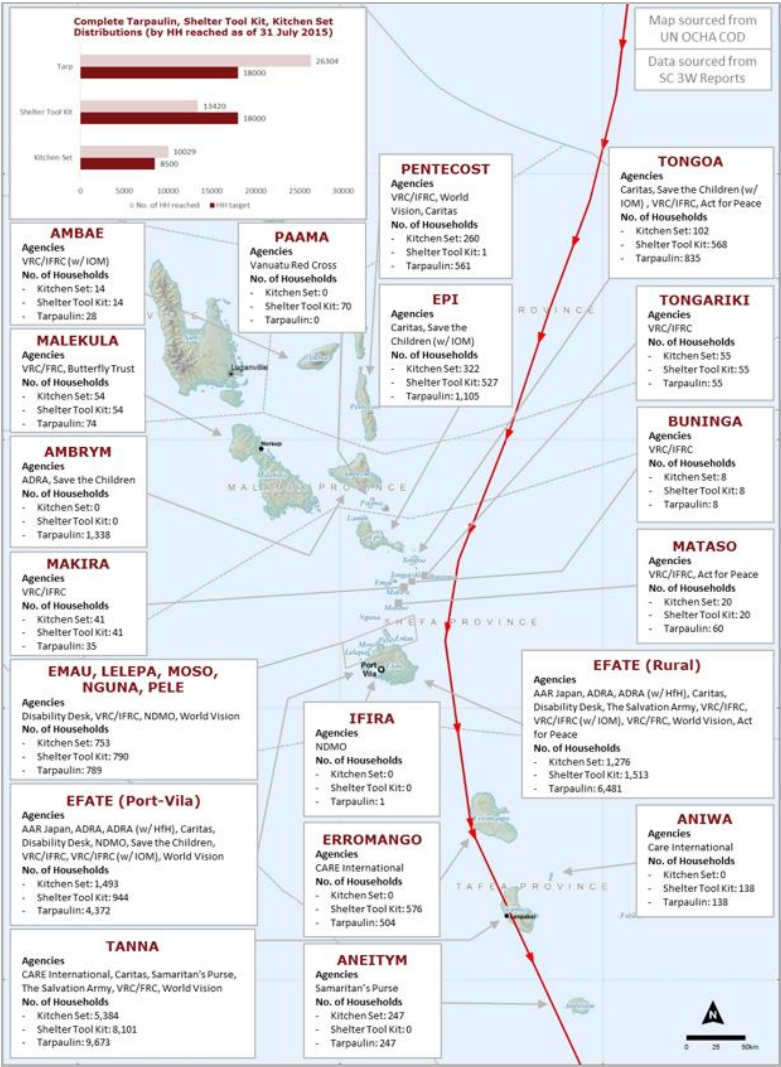 Complete Tarpaulin, Shelter Tool Kit, Kitchen Set
Distributions (by HH reached as of 31 July 2015)
Tarp
26304
18000
Shelter Tool Kit
13420
18000
Kitchen Set
10029
8500
0
5000
10000
15000
20000
25000
30000
No. of HH reached
HH target
Map sourced from
UN OCHA COD
Data sourced from
SC 3W Reports
PENTECOST
Agencies
VRC/IFRC, World
Vision, Caritas
No. of Households
- Kitchen Set: 260
- Shelter Tool Kit: 1
- Tarpaulin: 561
TONGOA
Agencies
Caritas, Save the Children (w/
IOM) , VRC/IFRC, Act for Peace
No. of Households
- Kitchen Set: 102
- Shelter Tool Kit: 568
- Tarpaulin: 835
AMBAE
Agencies
VRC/IFRC (w/ IOM)
No. of Households
- Kitchen Set: 14
- Shelter Tool Kit: 14
- Tarpaulin: 28
PAAMA
Agencies
Vanuatu Red Cross
No. of Households
- Kitchen Set: 0
- Shelter Tool Kit: 70
- Tarpaulin: 0
EPI
Agencies
Caritas, Save the
Children (w/ IOM)
No. of Households
- Kitchen Set: 322
- Shelter Tool Kit: 527
- Tarpaulin: 1,105
TONGARIKI
Agencies
VRC/IFRC
No. of Households
- Kitchen Set: 55
- Shelter Tool Kit: 55
- Tarpaulin: 55
MALEKULA
Agencies
VRC/FRC, Butterfly Trust
No. of Households
- Kitchen Set: 54
- Shelter Tool Kit: 54
- Tarpaulin: 74
BUNINGA
Agencies
VRC/IFRC
No. of Households
- Kitchen Set: 8
- Shelter Tool Kit: 8
- Tarpaulin: 8
AMBRYM
Agencies
ADRA, Save the Children
No. of Households
- Kitchen Set: 0
- Shelter Tool Kit: 0
- Tarpaulin: 1,338
MATASO
Agencies
VRC/IFRC, Act for Peace
No. of Households
- Kitchen Set: 20
- Shelter Tool Kit: 20
- Tarpaulin: 60
MAKIRA
Agencies
VRC/IFRC
No. of Households
- Kitchen Set: 41
- Shelter Tool Kit: 41
- Tarpaulin: 35
EMAU, LELEPA, MOSO,
NGUNA, PELE
Agencies
Disability Desk, VRC/IFRC, NDMO, World Vision
No. of Households
- Kitchen Set: 753
- Shelter Tool Kit: 790
- Tarpaulin: 789
EFATE (Rural)
Agencies
AAR Japan, ADRA, ADRA (w/ HfH), Caritas,
Disability Desk, The Salvation Army, VRC/IFRC,
VRC/IFRC (w/ IOM), VRC/FRC, World Vision, Act
for Peace
No. of Households
- Kitchen Set: 1,276
- Shelter Tool Kit: 1,513
- Tarpaulin: 6,481
IFIRA
Agencies
NDMO
No. of Households
- Kitchen Set: 0
- Shelter Tool Kit: 0
- Tarpaulin: 1
EFATE (Port-Vila)
Agencies
AAR Japan, ADRA, ADRA (w/ HfH), Caritas,
Disability Desk, NDMO, Save the Children,
VRC/IFRC, VRC/IFRC (w/ IOM), World Vision
No. of Households
- Kitchen Set: 1,493
- Shelter Tool Kit: 944
- Tarpaulin: 4,372
ERROMANGO
Agencies
CARE International
No. of Households
- Kitchen Set: 0
- Shelter Tool Kit: 576
- Tarpaulin: 504
ANIWA
Agencies
Care International
No. of Households
- Kitchen Set: 0
- Shelter Tool Kit: 138
- Tarpaulin: 138
TANNA
Agencies
CARE International, Caritas, Samaritan's Purse,
The Salvation Army, VRC/FRC, World Vision
No. of Households
- Kitchen Set: 5,384
- Shelter Tool Kit: 8,101
- Tarpaulin: 9,673
ANEITYM
Agencies
Samaritan's Purse
No. of Households
- Kitchen Set: 247
- Shelter Tool Kit: 0
- Tarpaulin: 247
Luganville
Norsup
PROVINCE
PROVINCE
SHEFA PROVINCE
Port
Vila
TAFEA PROVINCE
N
0
25
50km